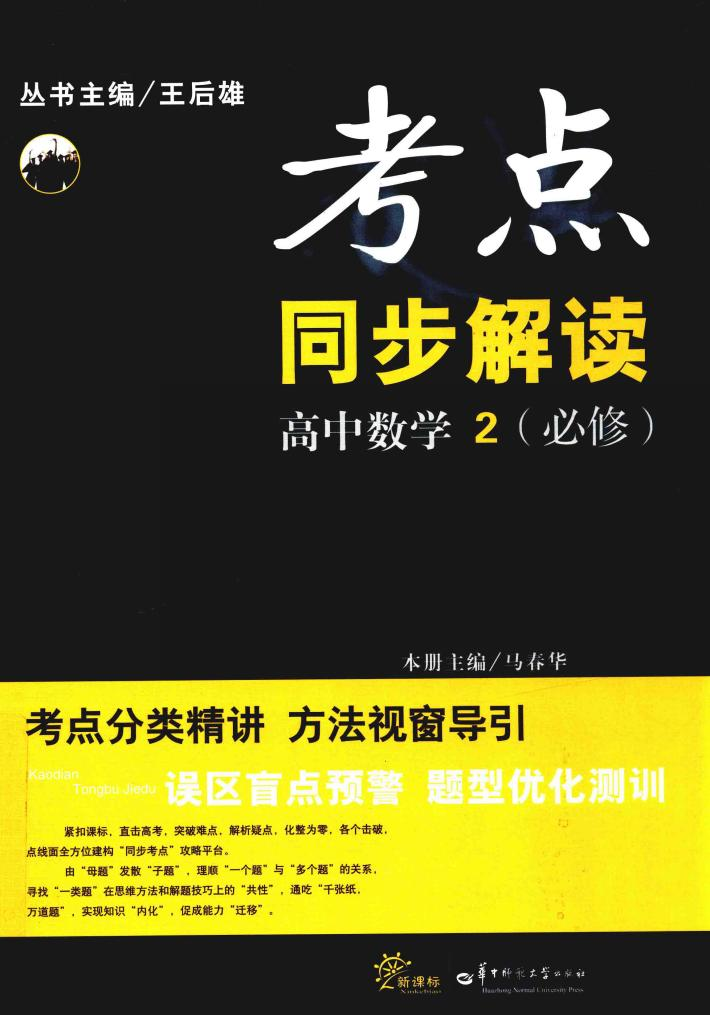 丛书主编/王后雄
考点
同步解读
高中数学 2（必修）
本册主编/马春华
考点分类精讲 方法视窗导引
Kaodian
Tongbu Jiedu
误区盲点预警 题型优化测训
紧扣课标，直击高考，突破难点，解析疑点，化整为零，各个击破，
点线面全方位建构“同步考点”攻略平台。
由“母题”发散“子题”，理顺“一个题”与“多个题”的关系，
寻找“一类题”在思维方法和解题技巧上的“共性”，通吃“千张纸，
万道题”，实现知识“内化”，促成能力“迁移”。
新课标
Xinkebiao
华中师范大学出版社
Huazhong Normal University Press